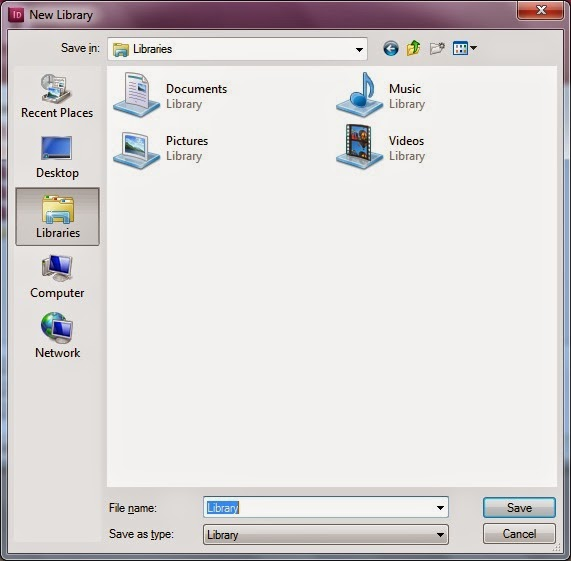 ID New Library
Save in: Libraries
Recent Places
Desktop
Libraries
Computer
Network
Documents
Library
Music
Library
Pictures
Library
Videos
Library
File name: Library
Save
Save as type: Library
Cancel